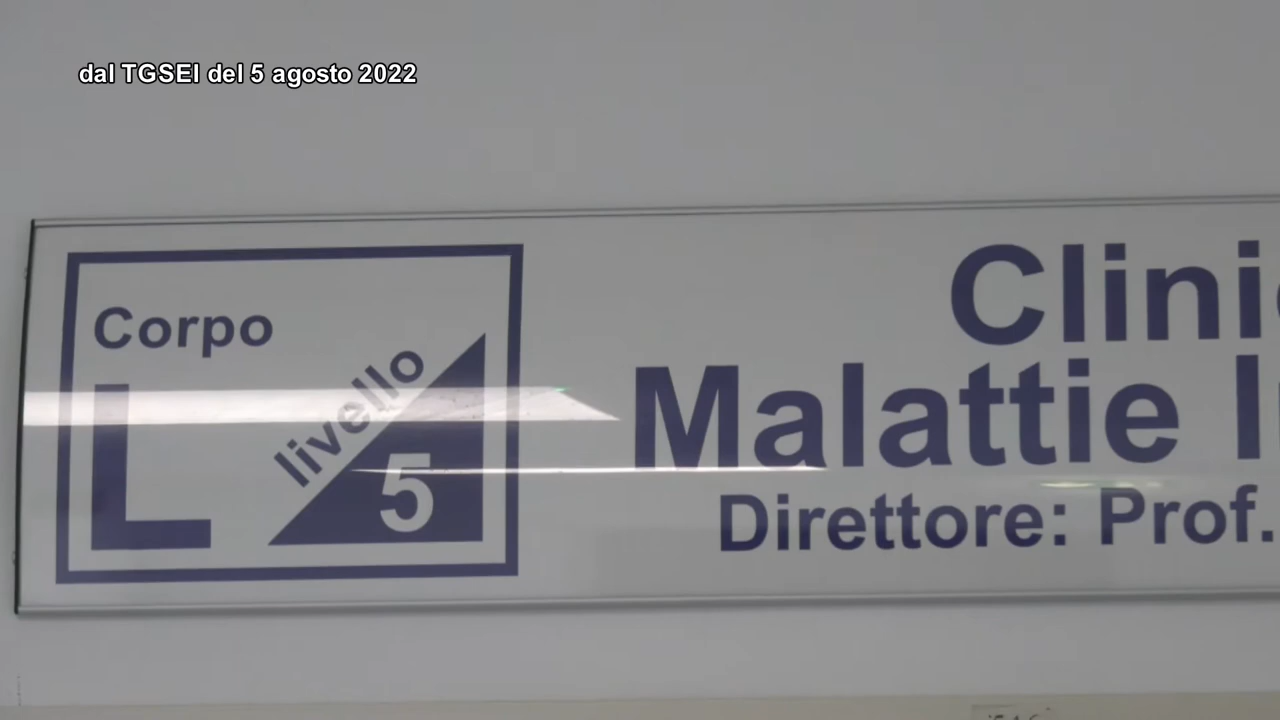 dal TGSEI del 5 agosto 2022
Corpo
L
livello
5
Clini
Malattie I
Direttore: Prof.